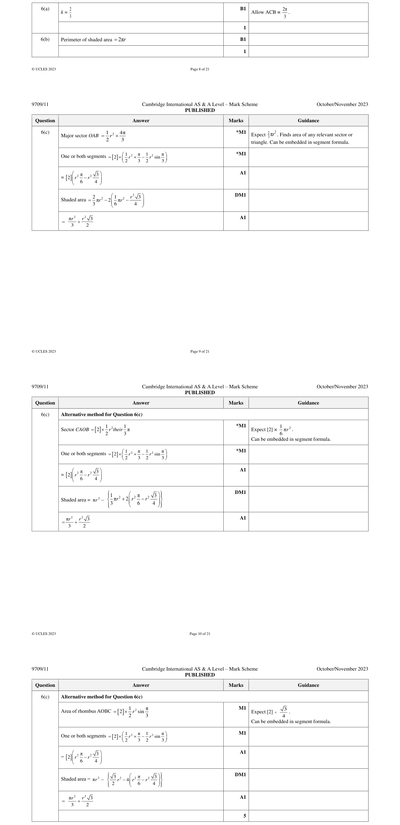 6(a) k = 2/3 B1 Allow ACB = 2π/3.
1
6(b) Perimeter of shaded area = 2πr B1
1
© UCLES 2023 Page 8 of 21
9709/11 Cambridge International AS & A Level – Mark Scheme October/November 2023
PUBLISHED
Question Answer Marks Guidance
6(c) Major sector OAB = 1/2 r² × 4π/3 *M1 Expect 2/3 πr². Finds area of any relevant sector or
triangle. Can be embedded in segment formula.
One or both segments = [2]×(1/2 r² × π/3 − 1/2 r² sin π/3) *M1
= [2](r² π/6 − r² √3/4) A1
Shaded area = 2/3 πr² − 2(1/6 πr² − r²√3/4) DM1
= πr²/3 + r²√3/2 A1
© UCLES 2023 Page 9 of 21
9709/11 Cambridge International AS & A Level – Mark Scheme October/November 2023
PUBLISHED
Question Answer Marks Guidance
6(c) Alternative method for Question 6(c)
Sector CAOB = [2]× 1/2 r² their 1/3 π *M1 Expect [2] × 1/6 πr².
Can be embedded in segment formula.
One or both segments = [2]×(1/2 r² × π/3 − 1/2 r² sin π/3) *M1
= [2](r² π/6 − r² √3/4) A1
Shaded area = πr² − {1/3 πr² + 2(r² π/6 − r² √3/4)} DM1
= πr²/3 + r²√3/2 A1
© UCLES 2023 Page 10 of 21
9709/11 Cambridge International AS & A Level – Mark Scheme October/November 2023
PUBLISHED
Question Answer Marks Guidance
6(c) Alternative method for Question 6(c)
Area of rhombus AOBC = [2]× 1/2 r² sin π/3 M1 Expect [2] × √3/4.
Can be embedded in segment formula.
One or both segments = [2]×(1/2 r² × π/3 − 1/2 r² sin π/3) M1
= [2](r² π/6 − r² √3/4) A1
Shaded area = πr² − {√3/2 r² − 4(r² π/6 − r² √3/4)} DM1
= πr²/3 + r²√3/2 A1
5